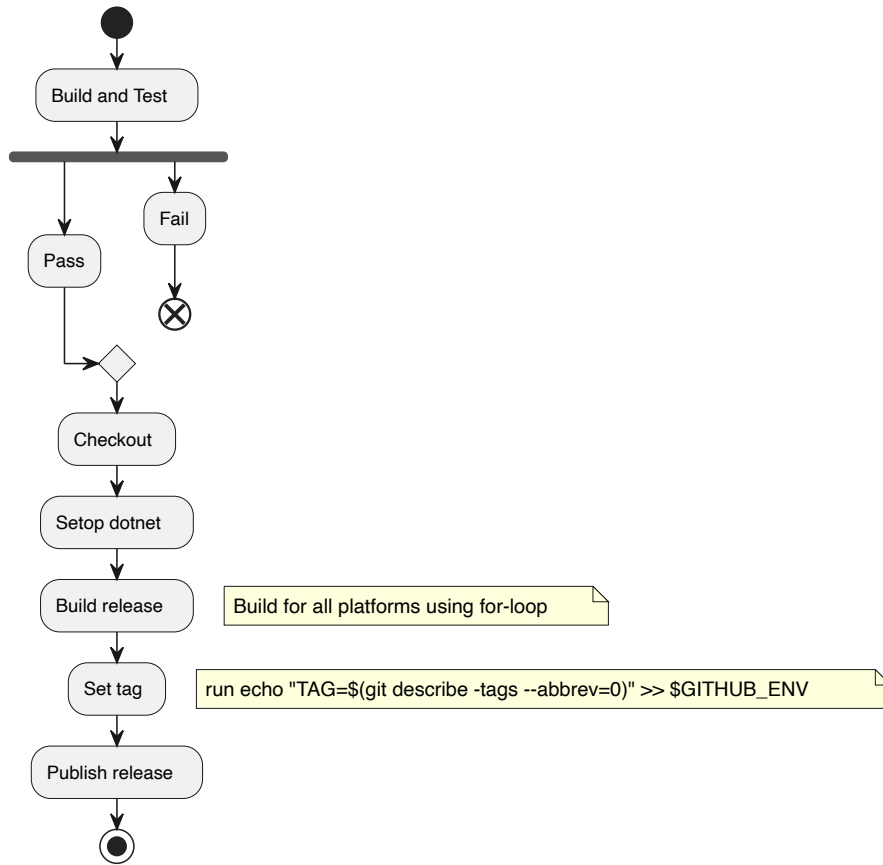 Build and Test
Fail
Pass
Checkout
Setop dotnet
Build release
Build for all platforms using for-loop
Set tag
run echo "TAG=$(git describe -tags --abbrev=0)" >> $GITHUB_ENV
Publish release